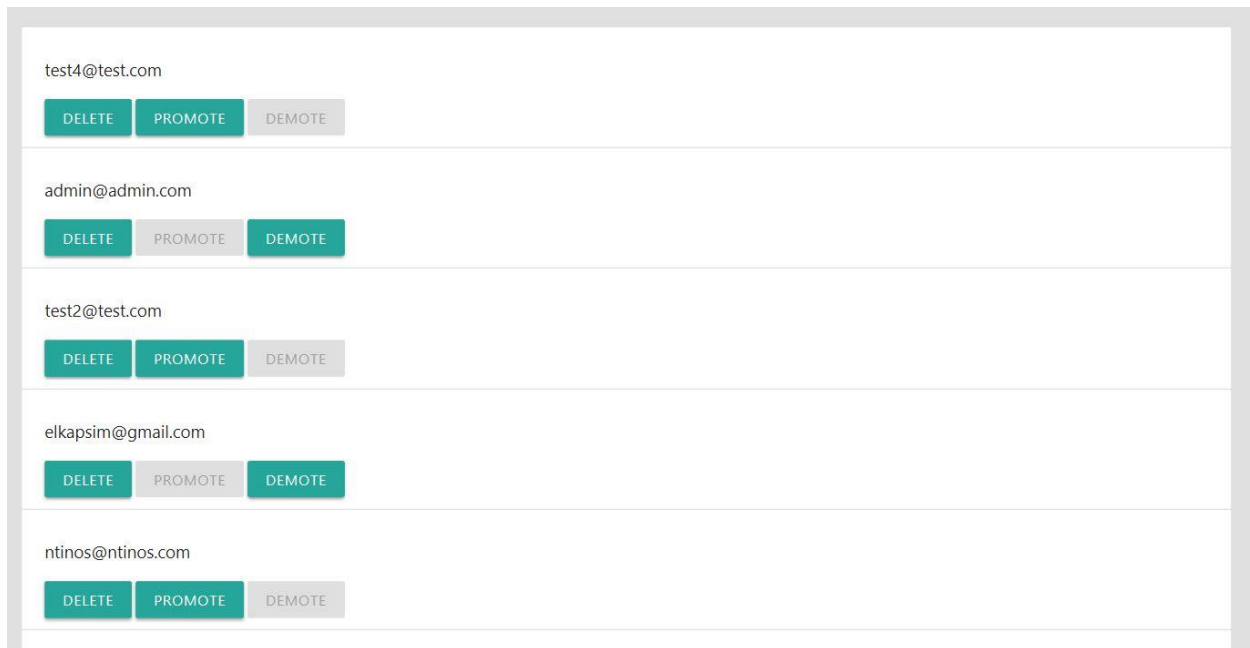 test4@test.com
DELETE PROMOTE DEMOTE
admin@admin.com
DELETE PROMOTE DEMOTE
test2@test.com
DELETE PROMOTE DEMOTE
elkapsim@gmail.com
DELETE PROMOTE DEMOTE
ntinos@ntinos.com
DELETE PROMOTE DEMOTE